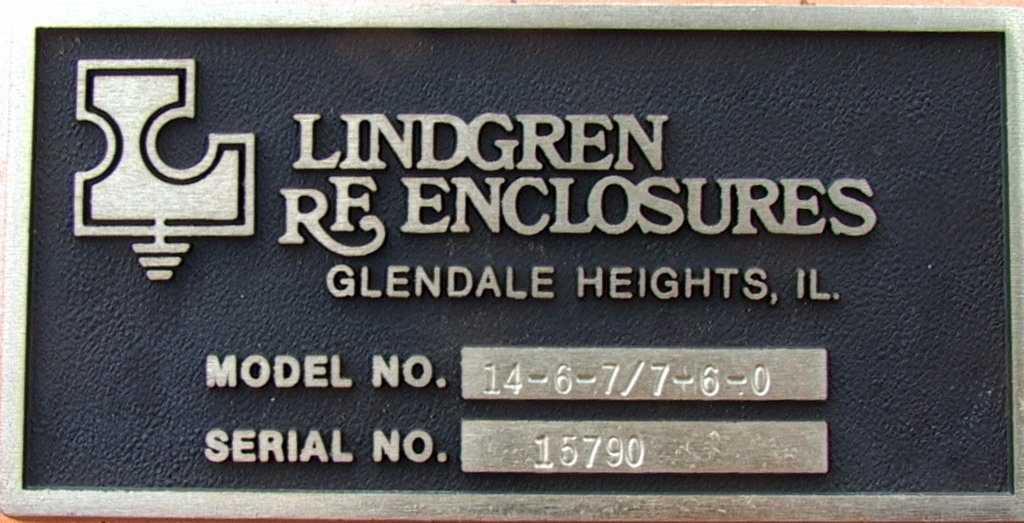 LINDGREN
RF ENCLOSURES
GLENDALE HEIGHTS, IL.
MODEL NO. 14-6-7/7-6-0
SERIAL NO. 15790